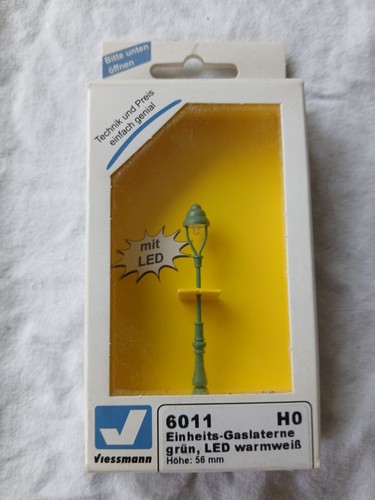 Bitte unten
öffnen
Technik und Preis
einfach genial
mit
LED
6011 H0
Einheits-Gaslaterne
grün, LED warmweiß
Höhe: 56 mm
viessmann